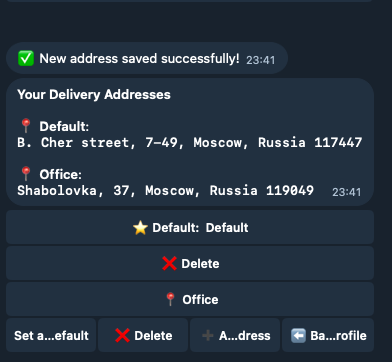 New address saved successfully! 23:41
Your Delivery Addresses
Default:
B. Cher street, 7-49, Moscow, Russia 117447
Office:
Shabolovka, 37, Moscow, Russia 119049 23:41
Default: Default
Delete
Office
Set a...efault Delete A...dress Ba...rofile